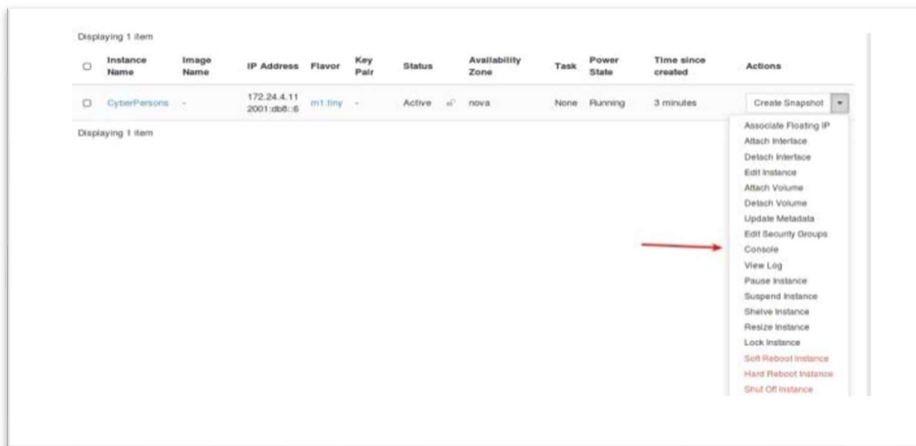 Displaying 1 item
Instance Name Image Name IP Address Flavor Key Pair Status Availability Zone Task Power State Time since created Actions
CyberPersons - 172.24.4.11 2001:db8::6 m1.tiny - Active nova None Running 3 minutes Create Snapshot
Displaying 1 item
Associate Floating IP
Attach Interface
Detach Interface
Edit Instance
Attach Volume
Detach Volume
Update Metadata
Edit Security Groups
Console
View Log
Pause Instance
Suspend Instance
Shelve Instance
Resize Instance
Lock Instance
Soft Reboot Instance
Hard Reboot Instance
Shut Off Instance